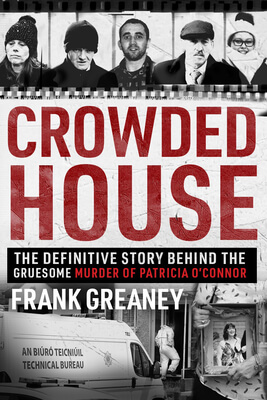 CROWDED
HOUSE
THE DEFINITIVE STORY BEHIND THE
GRUESOME MURDER OF PATRICIA O'CONNOR
FRANK GREANEY
AN BIÚRÓ TEICNIÚIL
TECHNICAL BUREAU